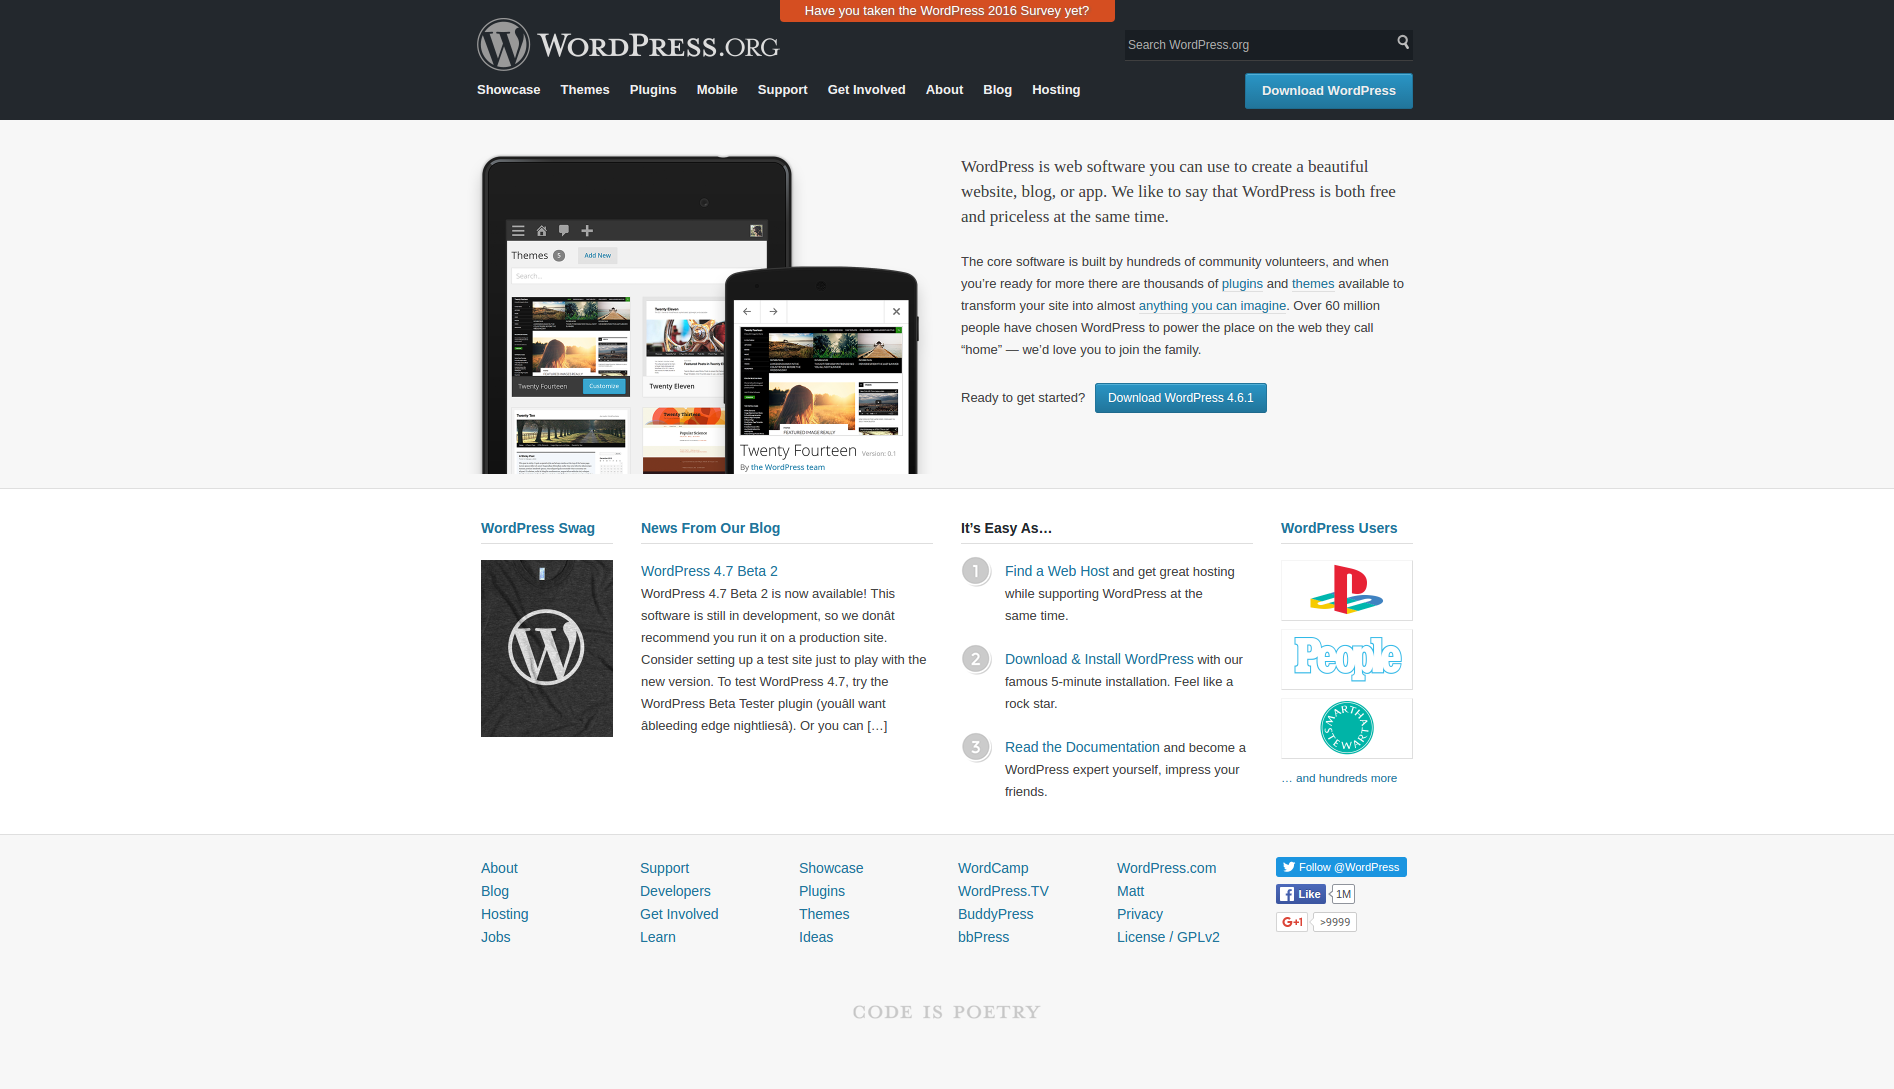 Have you taken the WordPress 2016 Survey yet?
WORDPRESS.ORG
Search WordPress.org
Showcase Themes Plugins Mobile Support Get Involved About Blog Hosting
Download WordPress
WordPress is web software you can use to create a beautiful
website, blog, or app. We like to say that WordPress is both free
and priceless at the same time.
The core software is built by hundreds of community volunteers, and when
you’re ready for more there are thousands of plugins and themes available to
transform your site into almost anything you can imagine. Over 60 million
people have chosen WordPress to power the place on the web they call
“home” — we’d love you to join the family.
Ready to get started? Download WordPress 4.6.1
Themes 5 Add New
Search...
Twenty Eleven
Twenty Fourteen Customize
Twenty Eleven
Twenty Ten
Twenty Thirteen
Popular Science
FEATURED IMAGE REALLY
Twenty Fourteen Version: 0.1
By the WordPress team
WordPress Swag
News From Our Blog
WordPress 4.7 Beta 2
WordPress 4.7 Beta 2 is now available! This
software is still in development, so we donât
recommend you run it on a production site.
Consider setting up a test site just to play with the
new version. To test WordPress 4.7, try the
WordPress Beta Tester plugin (youâll want
âbleeding edge nightliesâ). Or you can […]
It’s Easy As…
1 Find a Web Host and get great hosting
while supporting WordPress at the
same time.
2 Download & Install WordPress with our
famous 5-minute installation. Feel like a
rock star.
3 Read the Documentation and become a
WordPress expert yourself, impress your
friends.
WordPress Users
People
MARTHA STEWART
… and hundreds more
About
Blog
Hosting
Jobs
Support
Developers
Get Involved
Learn
Showcase
Plugins
Themes
Ideas
WordCamp
WordPress.TV
BuddyPress
bbPress
WordPress.com
Matt
Privacy
License / GPLv2
Follow @WordPress
Like 1M
G+1 >9999
CODE IS POETRY